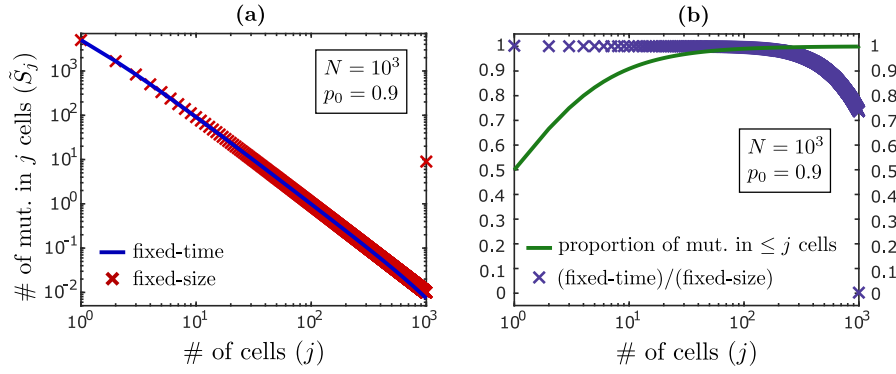 (a)
# of mut. in j cells (S̃_j)
10^3
10^2
10^1
10^0
10^-1
10^-2
N = 10^3
p_0 = 0.9
fixed-time
fixed-size
10^0 10^1 10^2 10^3
# of cells (j)
(b)
1 1
0.9 0.9
0.8 0.8
0.7 0.7
0.6 0.6
0.5 0.5
0.4 0.4
0.3 0.3
0.2 0.2
0.1 0.1
0 0
N = 10^3
p_0 = 0.9
proportion of mut. in ≤ j cells
(fixed-time)/(fixed-size)
10^0 10^1 10^2 10^3
# of cells (j)